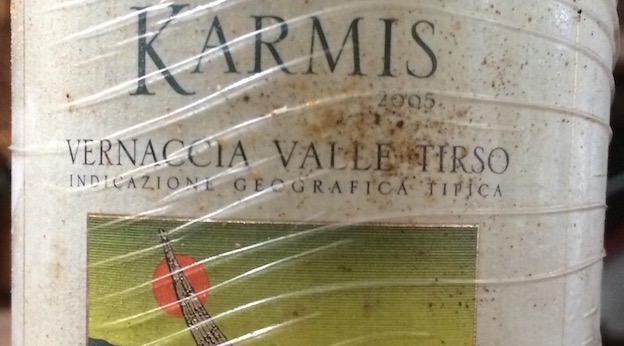 KARMIS
2005
VERNACCIA VALLE TIRSO
INDICAZIONE GEOGRAFICA TIPICA